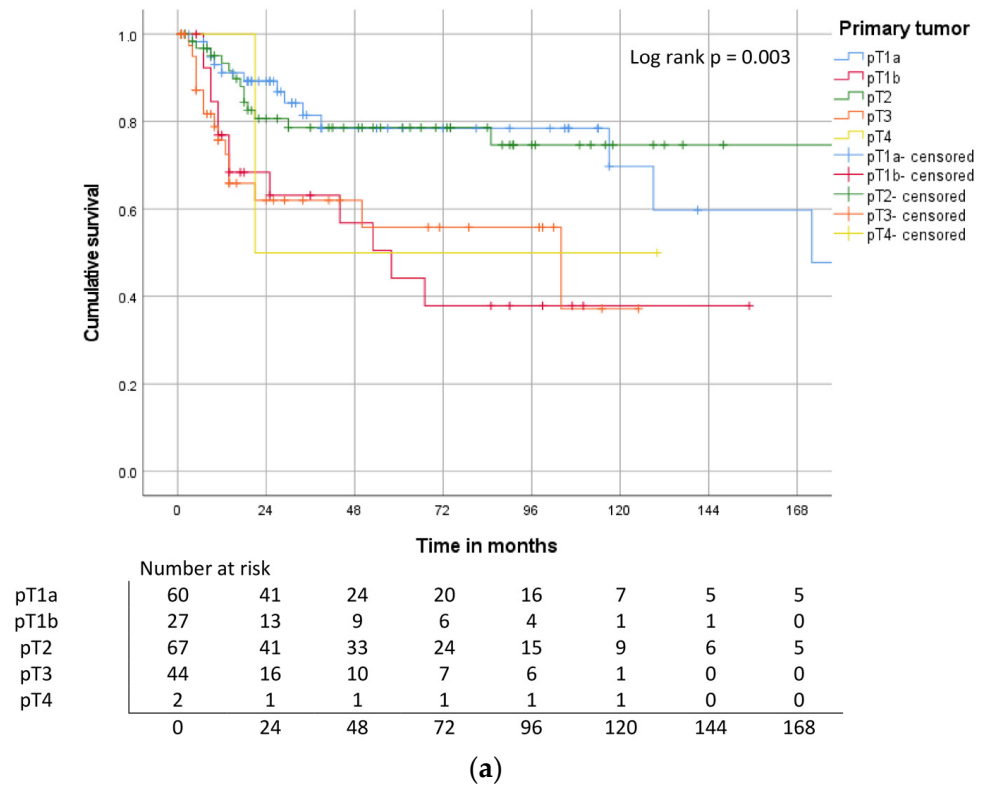 Primary tumor
Log rank p = 0.003
pT1a
pT1b
pT2
pT3
pT4
pT1a- censored
pT1b- censored
pT2- censored
pT3- censored
pT4- censored
1.0
0.8
0.6
0.4
0.2
0.0
Cumulative survival
0 24 48 72 96 120 144 168
Time in months
Number at risk
pT1a 60 41 24 20 16 7 5 5
pT1b 27 13 9 6 4 1 1 0
pT2 67 41 33 24 15 9 6 5
pT3 44 16 10 7 6 1 0 0
pT4 2 1 1 1 1 1 0 0
0 24 48 72 96 120 144 168
(a)